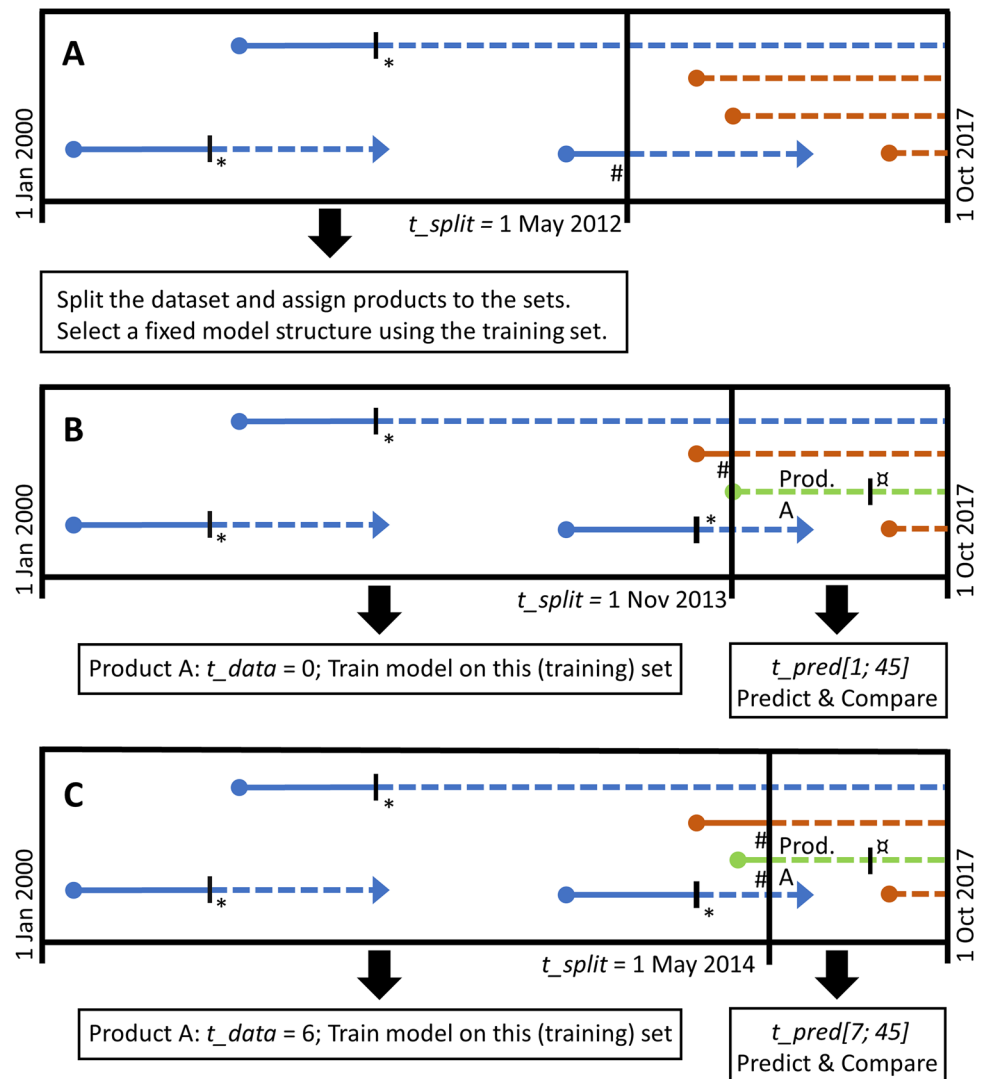 A
*
*
#
1 Jan 2000
1 Oct 2017
t_split = 1 May 2012
Split the dataset and assign products to the sets.
Select a fixed model structure using the training set.
B
*
#
Prod.
¤
A
*
*
1 Jan 2000
1 Oct 2017
t_split = 1 Nov 2013
Product A: t_data = 0; Train model on this (training) set
t_pred[1; 45]
Predict & Compare
C
*
#
Prod.
¤
#
A
*
*
1 Jan 2000
1 Oct 2017
t_split = 1 May 2014
Product A: t_data = 6; Train model on this (training) set
t_pred[7; 45]
Predict & Compare